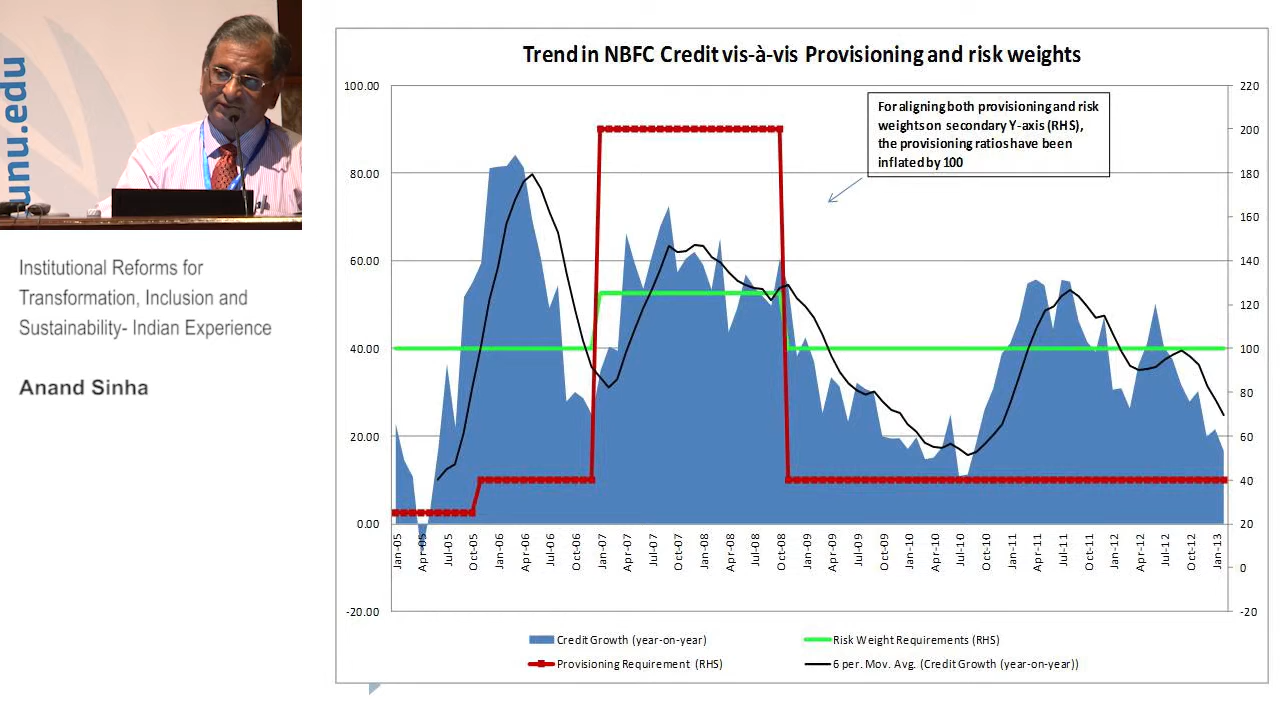 unu.edu
Institutional Reforms for
Transformation, Inclusion and
Sustainability- Indian Experience
Anand Sinha
Trend in NBFC Credit vis-à-vis Provisioning and risk weights
For aligning both provisioning and risk
weights on secondary Y-axis (RHS),
the provisioning ratios have been
inflated by 100
100.00
80.00
60.00
40.00
20.00
0.00
-20.00
220
200
180
160
140
120
100
80
60
40
20
0
-20
Jan-05
Apr-05
Jul-05
Oct-05
Jan-06
Apr-06
Jul-06
Oct-06
Jan-07
Apr-07
Jul-07
Oct-07
Jan-08
Apr-08
Jul-08
Oct-08
Jan-09
Apr-09
Jul-09
Oct-09
Jan-10
Apr-10
Jul-10
Oct-10
Jan-11
Apr-11
Jul-11
Oct-11
Jan-12
Apr-12
Jul-12
Oct-12
Jan-13
Credit Growth (year-on-year)
Risk Weight Requirements (RHS)
Provisioning Requirement (RHS)
6 per. Mov. Avg. (Credit Growth (year-on-year))